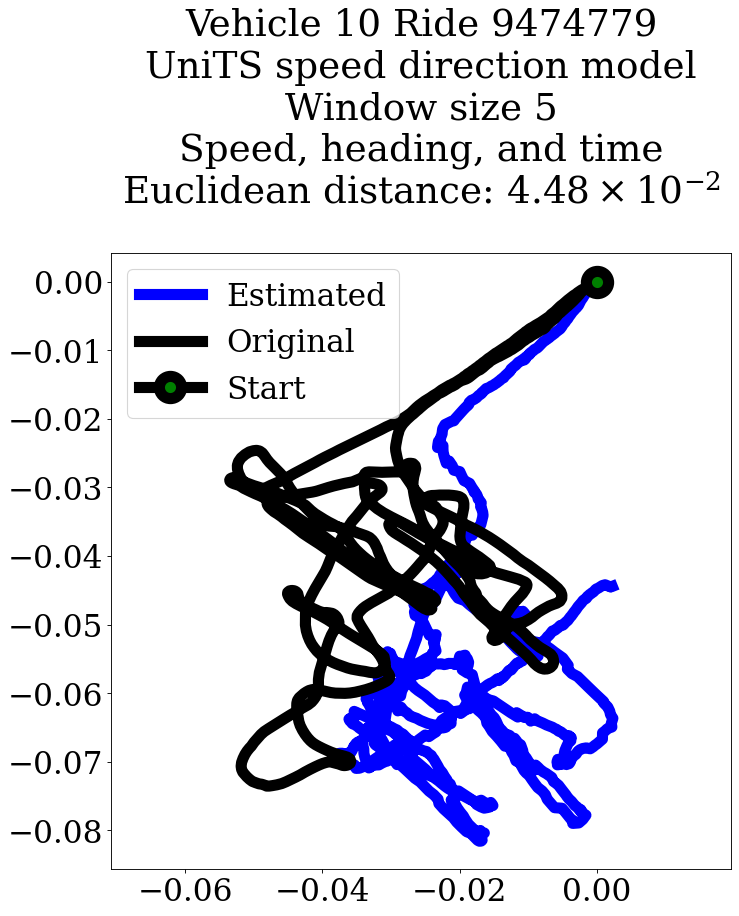 Vehicle 10 Ride 9474779
UniTS speed direction model
Window size 5
Speed, heading, and time
Euclidean distance: 4.48 × 10⁻²
Estimated
Original
Start
0.00
−0.01
−0.02
−0.03
−0.04
−0.05
−0.06
−0.07
−0.08
−0.06 −0.04 −0.02 0.00